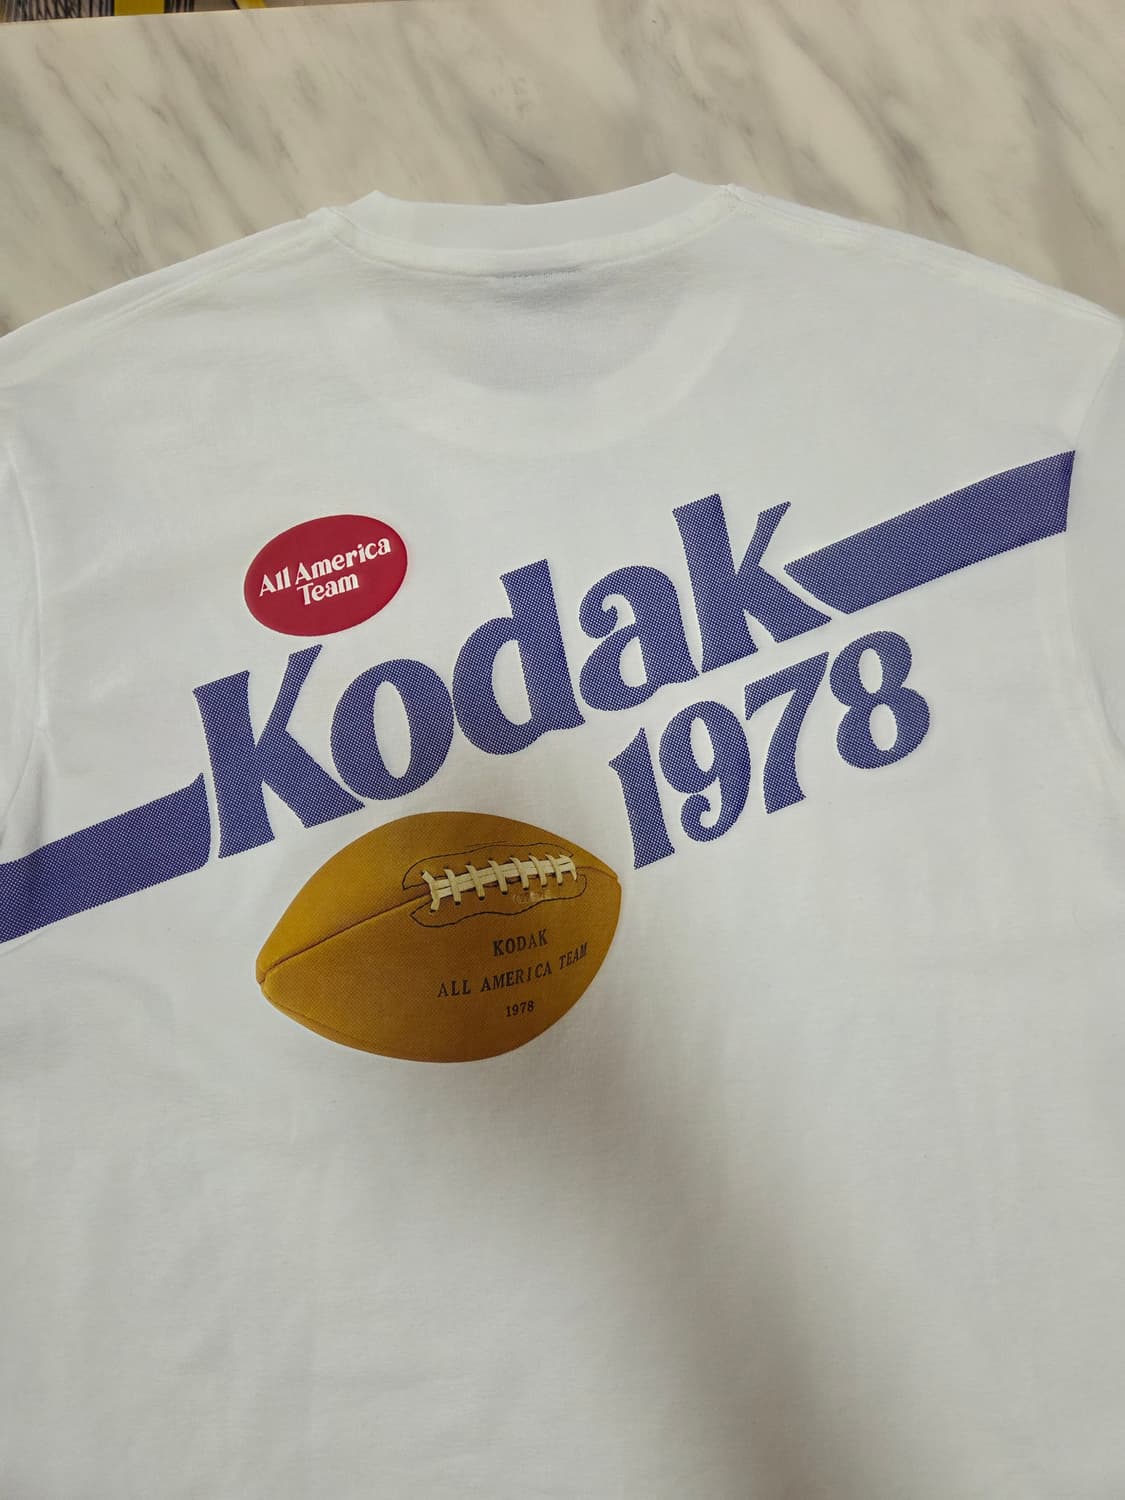 All America
Team
Kodak
1978
KODAK
ALL AMERICA TEAM
1978